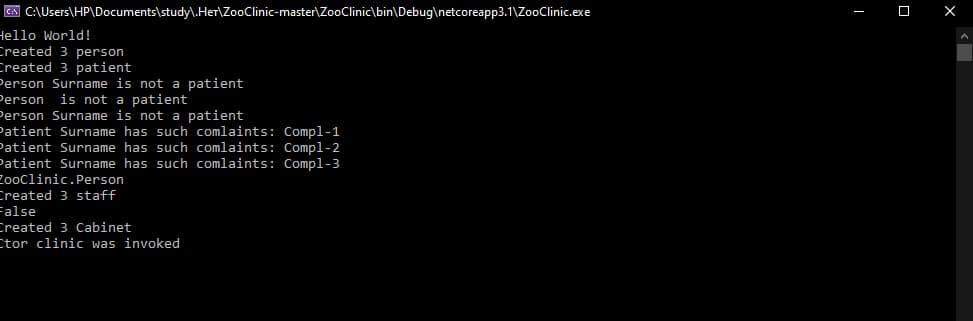 C:\Users\HP\Documents\study\.Нет\ZooClinic-master\ZooClinic\bin\Debug\netcoreapp3.1\ZooClinic.exe
Hello World!
Created 3 person
Created 3 patient
Person Surname is not a patient
Person  is not a patient
Person Surname is not a patient
Patient Surname has such comlaints: Compl-1
Patient Surname has such comlaints: Compl-2
Patient Surname has such comlaints: Compl-3
ZooClinic.Person
Created 3 staff
False
Created 3 Cabinet
Ctor clinic was invoked